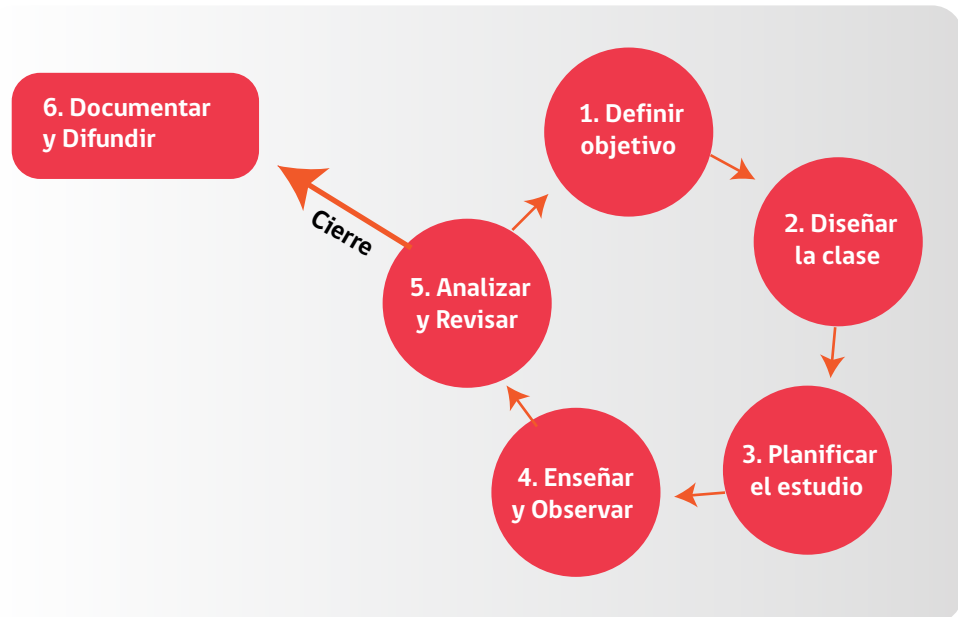 1. Definir
objetivo
2. Diseñar
la clase
3. Planificar
el estudio
4. Enseñar
y Observar
5. Analizar
y Revisar
Cierre
6. Documentar
y Difundir